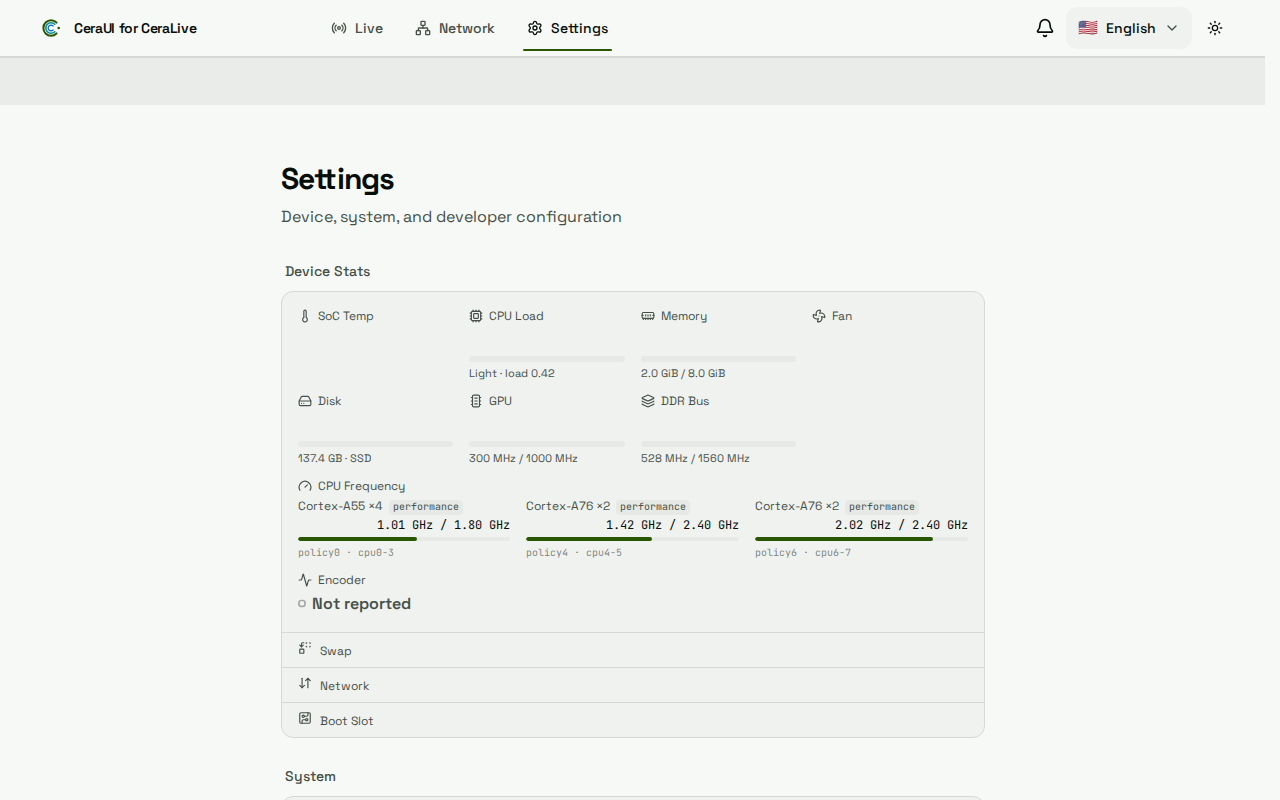 CeraUI for CeraLive
Live
Network
Settings
English
Settings
Device, system, and developer configuration
Device Stats
SoC Temp
CPU Load
Memory
Fan
Light · load 0.42
2.0 GiB / 8.0 GiB
Disk
GPU
DDR Bus
137.4 GB · SSD
300 MHz / 1000 MHz
528 MHz / 1560 MHz
CPU Frequency
Cortex-A55 ×4 performance
Cortex-A76 ×2 performance
Cortex-A76 ×2 performance
1.01 GHz / 1.80 GHz
1.42 GHz / 2.40 GHz
2.02 GHz / 2.40 GHz
policy0 · cpu0-3
policy4 · cpu4-5
policy6 · cpu6-7
Encoder
Not reported
Swap
Network
Boot Slot
System